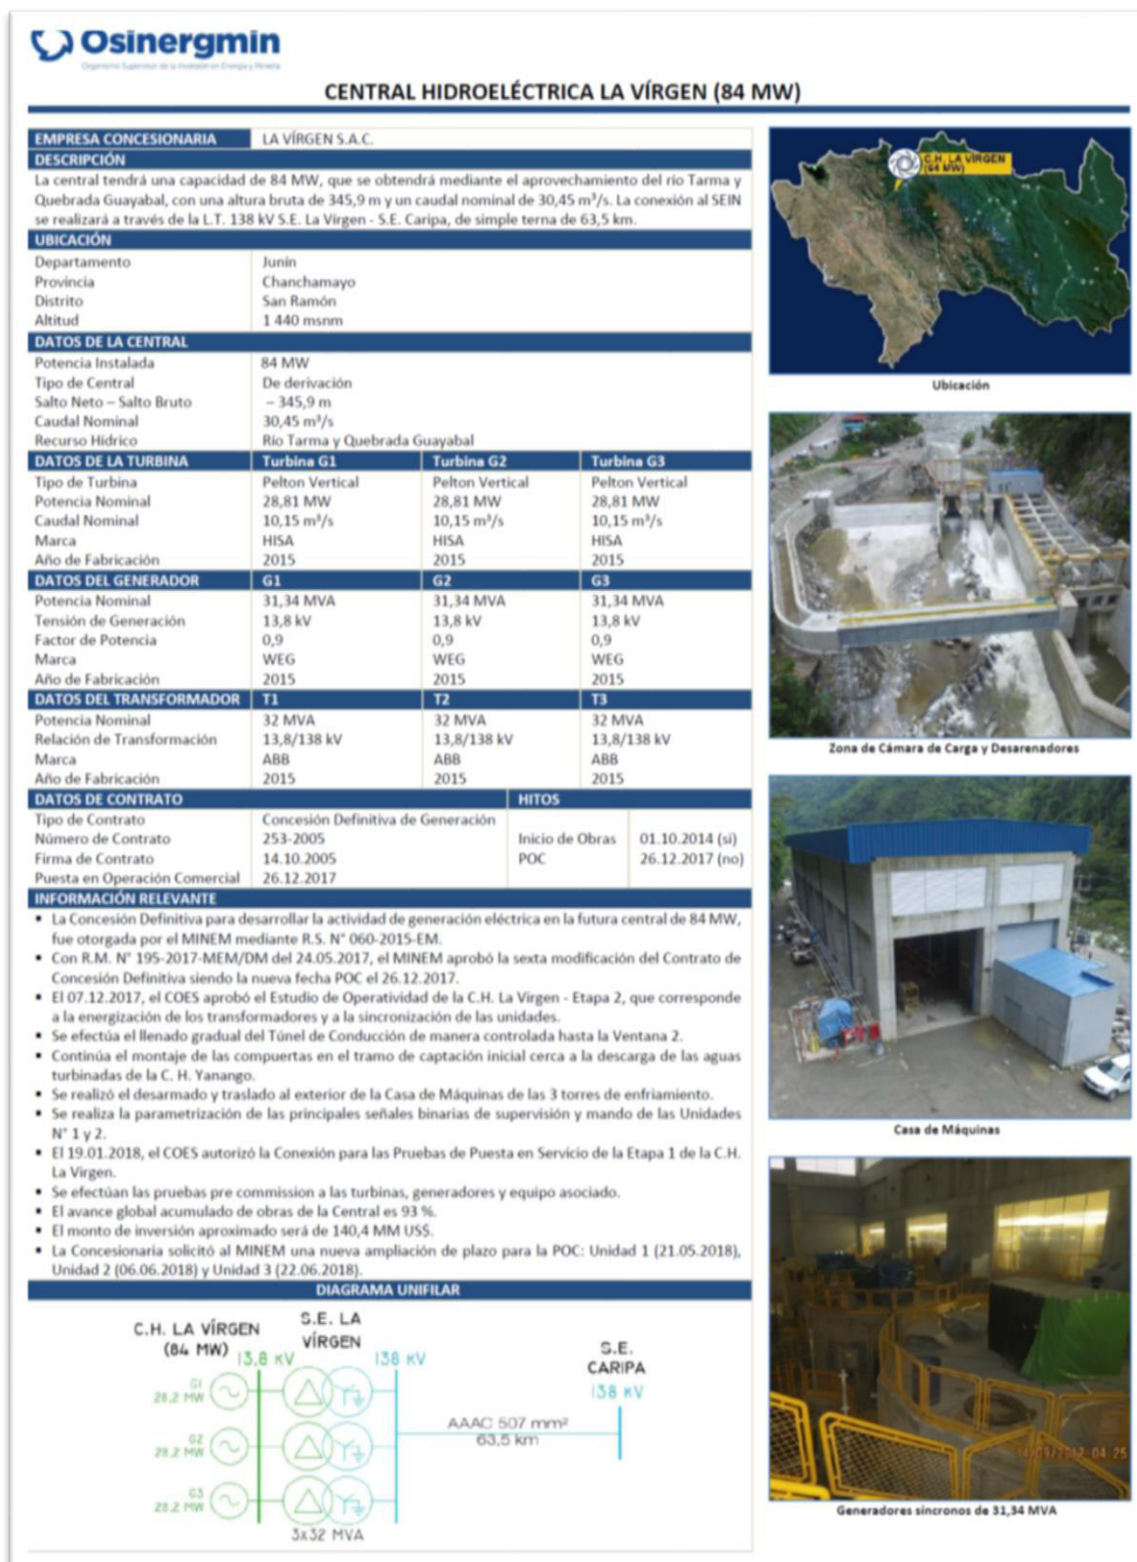 Osinergmin
Organismo Supervisor de la Inversión en Energía y Minería
CENTRAL HIDROELÉCTRICA LA VÍRGEN (84 MW)
EMPRESA CONCESIONARIA LA VÍRGEN S.A.C.
DESCRIPCIÓN
La central tendrá una capacidad de 84 MW, que se obtendrá mediante el aprovechamiento del río Tarma y
Quebrada Guayabal, con una altura bruta de 345,9 m y un caudal nominal de 30,45 m³/s. La conexión al SEIN
se realizará a través de la L.T. 138 kV S.E. La Vírgen - S.E. Caripa, de simple terna de 63,5 km.
UBICACIÓN
Departamento Junín
Provincia Chanchamayo
Distrito San Ramón
Altitud 1 440 msnm
DATOS DE LA CENTRAL
Potencia Instalada 84 MW
Tipo de Central De derivación
Salto Neto – Salto Bruto – 345,9 m
Caudal Nominal 30,45 m³/s
Recurso Hídrico Río Tarma y Quebrada Guayabal
DATOS DE LA TURBINA Turbina G1 Turbina G2 Turbina G3
Tipo de Turbina Pelton Vertical Pelton Vertical Pelton Vertical
Potencia Nominal 28,81 MW 28,81 MW 28,81 MW
Caudal Nominal 10,15 m³/s 10,15 m³/s 10,15 m³/s
Marca HISA HISA HISA
Año de Fabricación 2015 2015 2015
DATOS DEL GENERADOR G1 G2 G3
Potencia Nominal 31,34 MVA 31,34 MVA 31,34 MVA
Tensión de Generación 13,8 kV 13,8 kV 13,8 kV
Factor de Potencia 0,9 0,9 0,9
Marca WEG WEG WEG
Año de Fabricación 2015 2015 2015
DATOS DEL TRANSFORMADOR T1 T2 T3
Potencia Nominal 32 MVA 32 MVA 32 MVA
Relación de Transformación 13,8/138 kV 13,8/138 kV 13,8/138 kV
Marca ABB ABB ABB
Año de Fabricación 2015 2015 2015
DATOS DE CONTRATO HITOS
Tipo de Contrato Concesión Definitiva de Generación
Número de Contrato 253-2005 Inicio de Obras 01.10.2014 (si)
Firma de Contrato 14.10.2005 POC 26.12.2017 (no)
Puesta en Operación Comercial 26.12.2017
INFORMACIÓN RELEVANTE
▪ La Concesión Definitiva para desarrollar la actividad de generación eléctrica en la futura central de 84 MW,
fue otorgada por el MINEM mediante R.S. N° 060-2015-EM.
▪ Con R.M. N° 195-2017-MEM/DM del 24.05.2017, el MINEM aprobó la sexta modificación del Contrato de
Concesión Definitiva siendo la nueva fecha POC el 26.12.2017.
▪ El 07.12.2017, el COES aprobó el Estudio de Operatividad de la C.H. La Vírgen - Etapa 2, que corresponde
a la energización de los transformadores y a la sincronización de las unidades.
▪ Se efectúa el llenado gradual del Túnel de Conducción de manera controlada hasta la Ventana 2.
▪ Continúa el montaje de las compuertas en el tramo de captación inicial cerca a la descarga de las aguas
turbinadas de la C. H. Yanango.
▪ Se realizó el desarmado y traslado al exterior de la Casa de Máquinas de las 3 torres de enfriamiento.
▪ Se realiza la parametrización de las principales señales binarias de supervisión y mando de las Unidades
N° 1 y 2.
▪ El 19.01.2018, el COES autorizó la Conexión para las Pruebas de Puesta en Servicio de la Etapa 1 de la C.H.
La Virgen.
▪ Se efectúan las pruebas pre commission a las turbinas, generadores y equipo asociado.
▪ El avance global acumulado de obras de la Central es 93 %.
▪ El monto de inversión aproximado será de 140,4 MM US$.
▪ La Concesionaria solicitó al MINEM una nueva ampliación de plazo para la POC: Unidad 1 (21.05.2018),
Unidad 2 (06.06.2018) y Unidad 3 (22.06.2018).
DIAGRAMA UNIFILAR
C.H. LA VÍRGEN
(84 MW)
S.E. LA
VÍRGEN
13,8 KV
138 KV
S.E.
CARIPA
138 KV
G1
28,2 MW
G2
28,2 MW
G3
28,2 MW
AAAC 507 mm²
63,5 km
3x32 MVA
C.H. LA VÍRGEN
(84 MW)
Ubicación
Zona de Cámara de Carga y Desarenadores
Casa de Máquinas
04:25
Generadores síncronos de 31,34 MVA